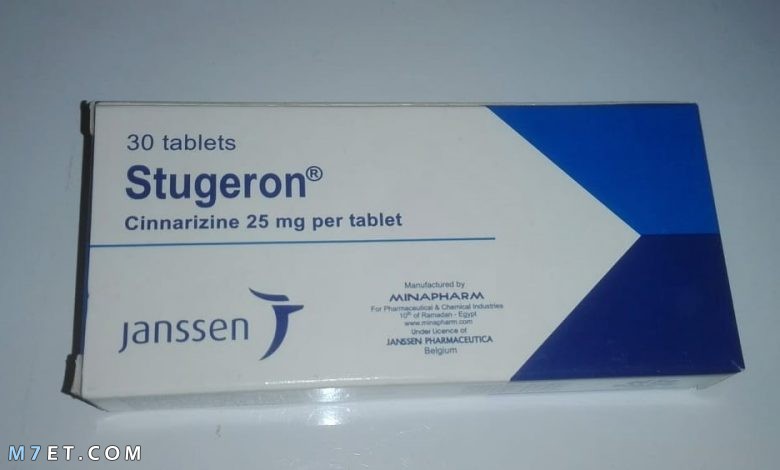 30 tablets
Stugeron®
Cinnarizine 25 mg per tablet
Janssen
Manufactured by
MINAPHARM
For Pharmaceutical & Chemical Industries
10th of Ramadan - Egypt
www.minapharm.com
Under Licence of
JANSSEN PHARMACEUTICA
Belgium
M7ET.COM